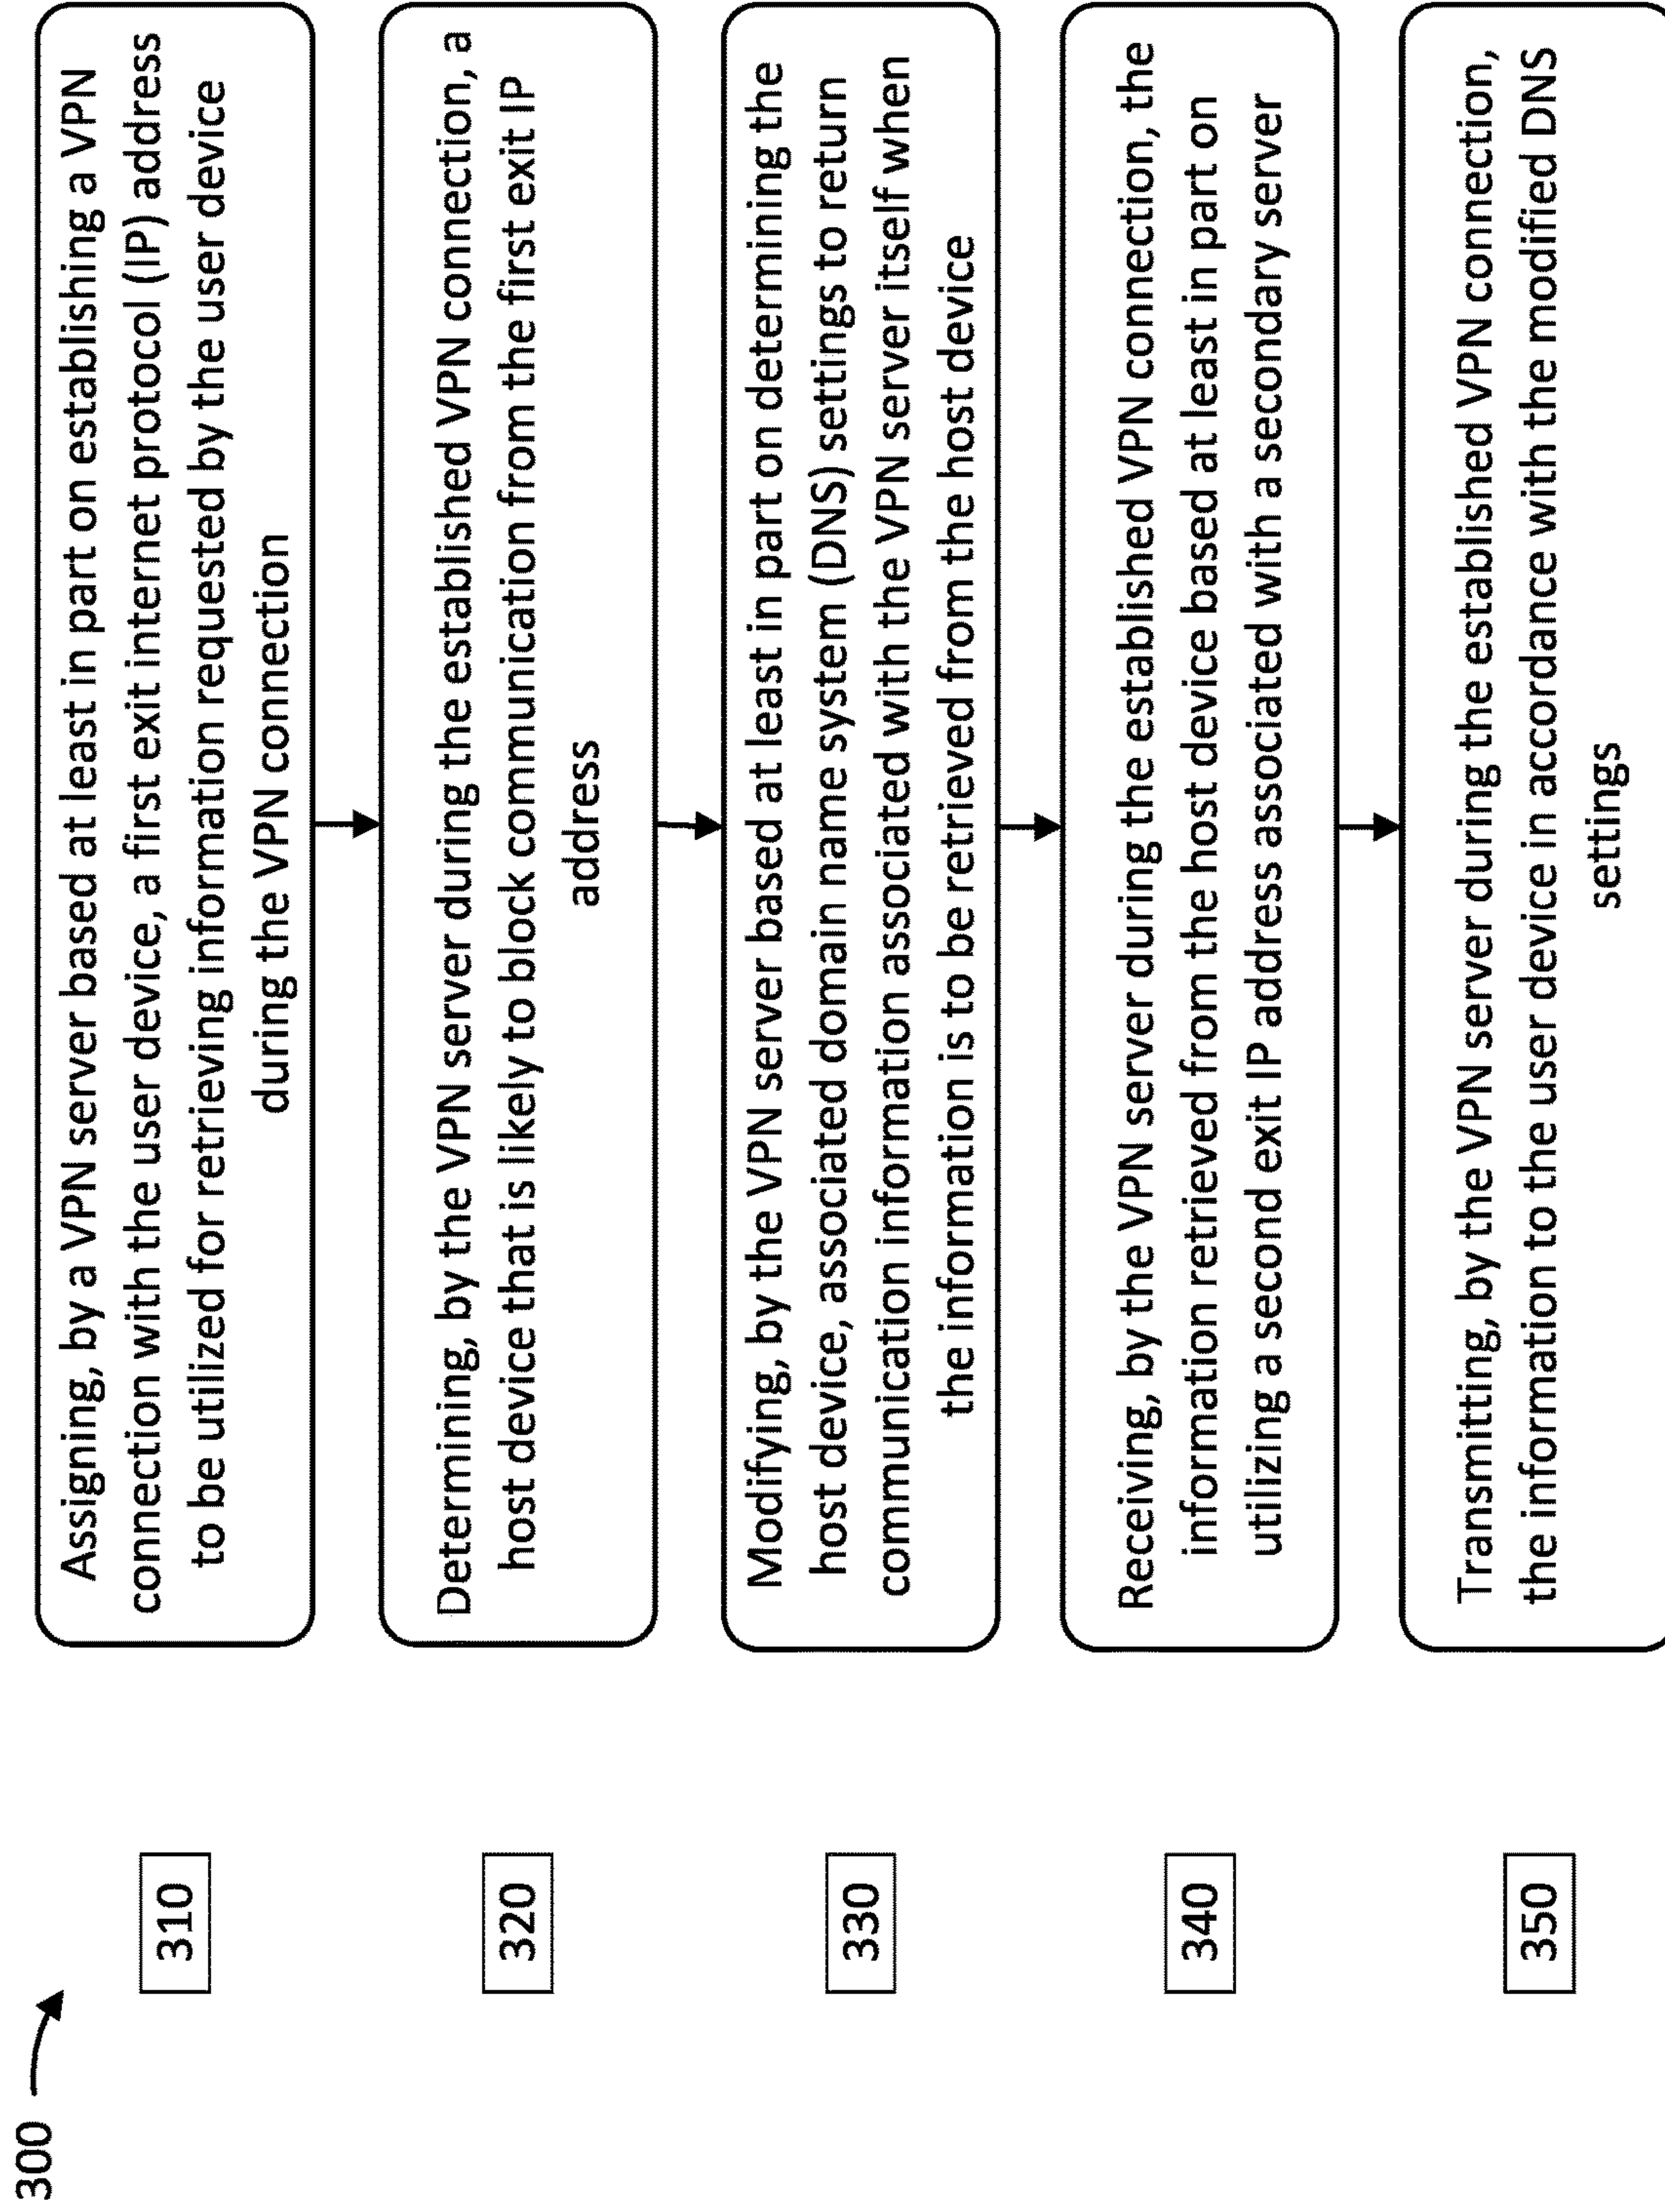 300
310
Assigning, by a VPN server based at least in part on establishing a VPN
connection with the user device, a first exit internet protocol (IP) address
to be utilized for retrieving information requested by the user device
during the VPN connection
320
Determining, by the VPN server during the established VPN connection, a
host device that is likely to block communication from the first exit IP
address
330
Modifying, by the VPN server based at least in part on determining the
host device, associated domain name system (DNS) settings to return
communication information associated with the VPN server itself when
the information is to be retrieved from the host device
340
Receiving, by the VPN server during the established VPN connection, the
information retrieved from the host device based at least in part on
utilizing a second exit IP address associated with a secondary server
350
Transmitting, by the VPN server during the established VPN connection,
the information to the user device in accordance with the modified DNS
settings